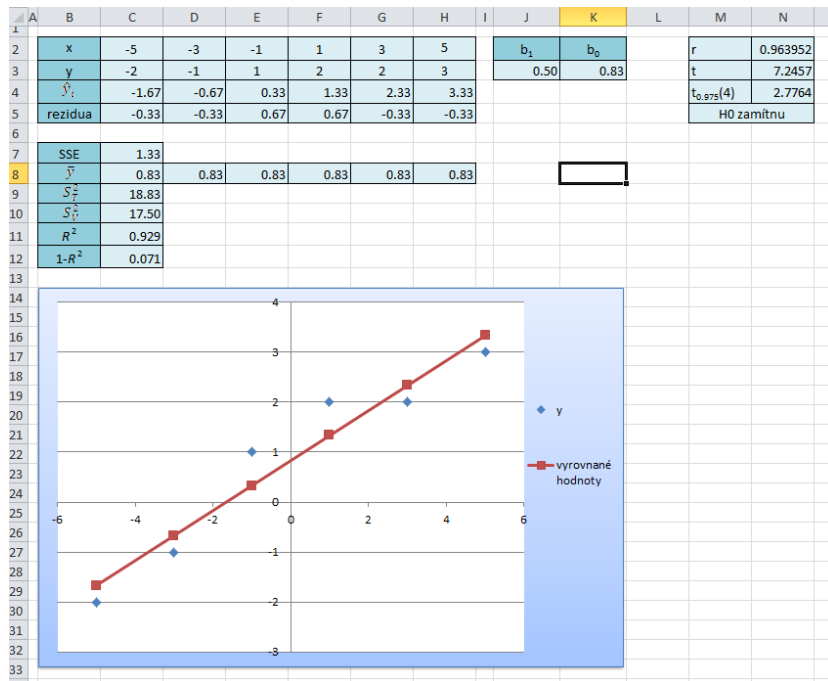 A B C D E F G H I J K L M N
1
2 x -5 -3 -1 1 3 5 b₁ b₀ r 0.963952
3 y -2 -1 1 2 2 3 0.50 0.83 t 7.2457
4 ŷᵢ -1.67 -0.67 0.33 1.33 2.33 3.33 t₀.₉₇₅(4) 2.7764
5 rezidua -0.33 -0.33 0.67 0.67 -0.33 -0.33 H0 zamítnu
6
7 SSE 1.33
8 ȳ 0.83 0.83 0.83 0.83 0.83 0.83
9 18.83
10 17.50
11 R² 0.929
12 1-R² 0.071
13
14
15
16
17
18
19
20
21
22
23
24
25
26
27
28
29
30
31
32
33
4
3
2
1
0
-1
-2
-3
-6 -4 -2 0 2 4 6
y
vyrovnané
hodnoty